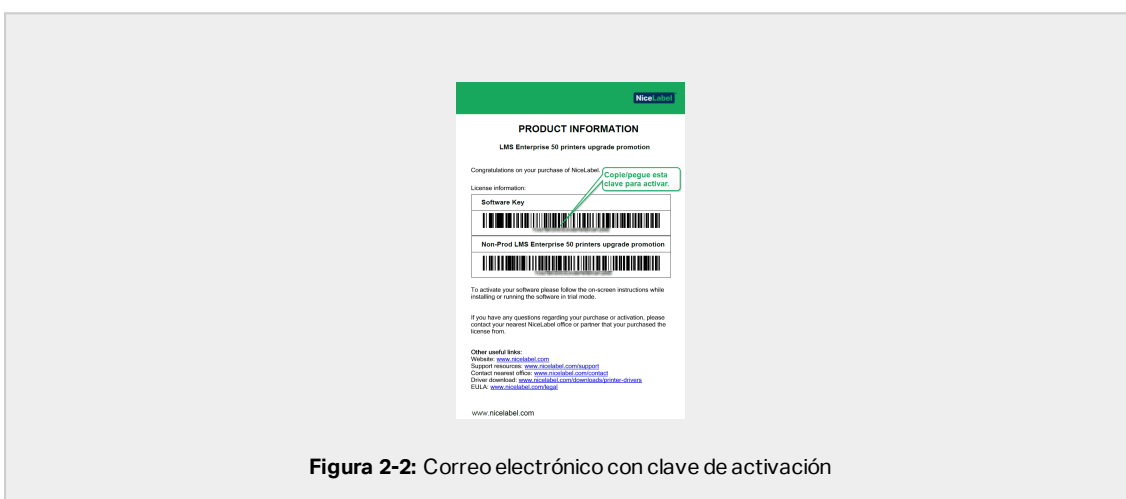 NiceLabel
PRODUCT INFORMATION
LMS Enterprise 50 printers upgrade promotion
Congratulations on your purchase of NiceLabel.
Copie/pegue esta
clave para activar.
License information:
Software Key
Non-Prod LMS Enterprise 50 printers upgrade promotion
To activate your software please follow the on-screen instructions while
installing or running the software in trial mode.
If you have any questions regarding your purchase or activation, please
contact your nearest NiceLabel office or partner that your purchased the
license from.
Other useful links:
Website: www.nicelabel.com
Support resources: www.nicelabel.com/support
Contact nearest office: www.nicelabel.com/contact
Driver download: www.nicelabel.com/downloads/printer-drivers
EULA: www.nicelabel.com/legal
www.nicelabel.com
Figura 2-2: Correo electrónico con clave de activación